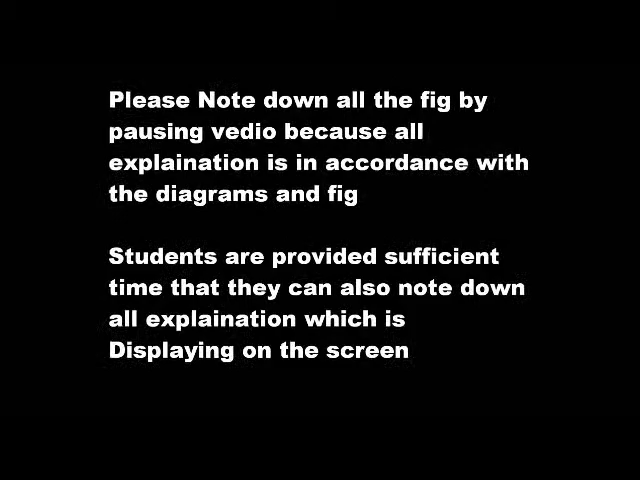 Please Note down all the fig by
pausing vedio because all
explaination is in accordance with
the diagrams and fig
Students are provided sufficient
time that they can also note down
all explaination which is
Displaying on the screen